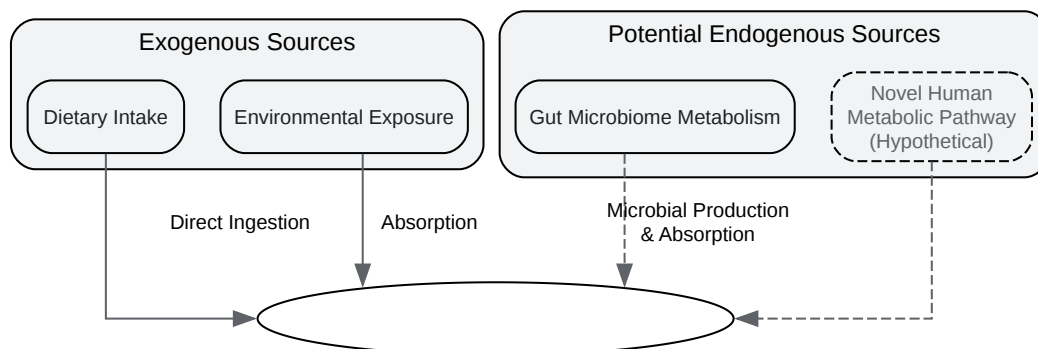 Exogenous Sources
Potential Endogenous Sources
Dietary Intake
Environmental Exposure
Gut Microbiome Metabolism
Novel Human
Metabolic Pathway
(Hypothetical)
Direct Ingestion
Absorption
Microbial Production
& Absorption